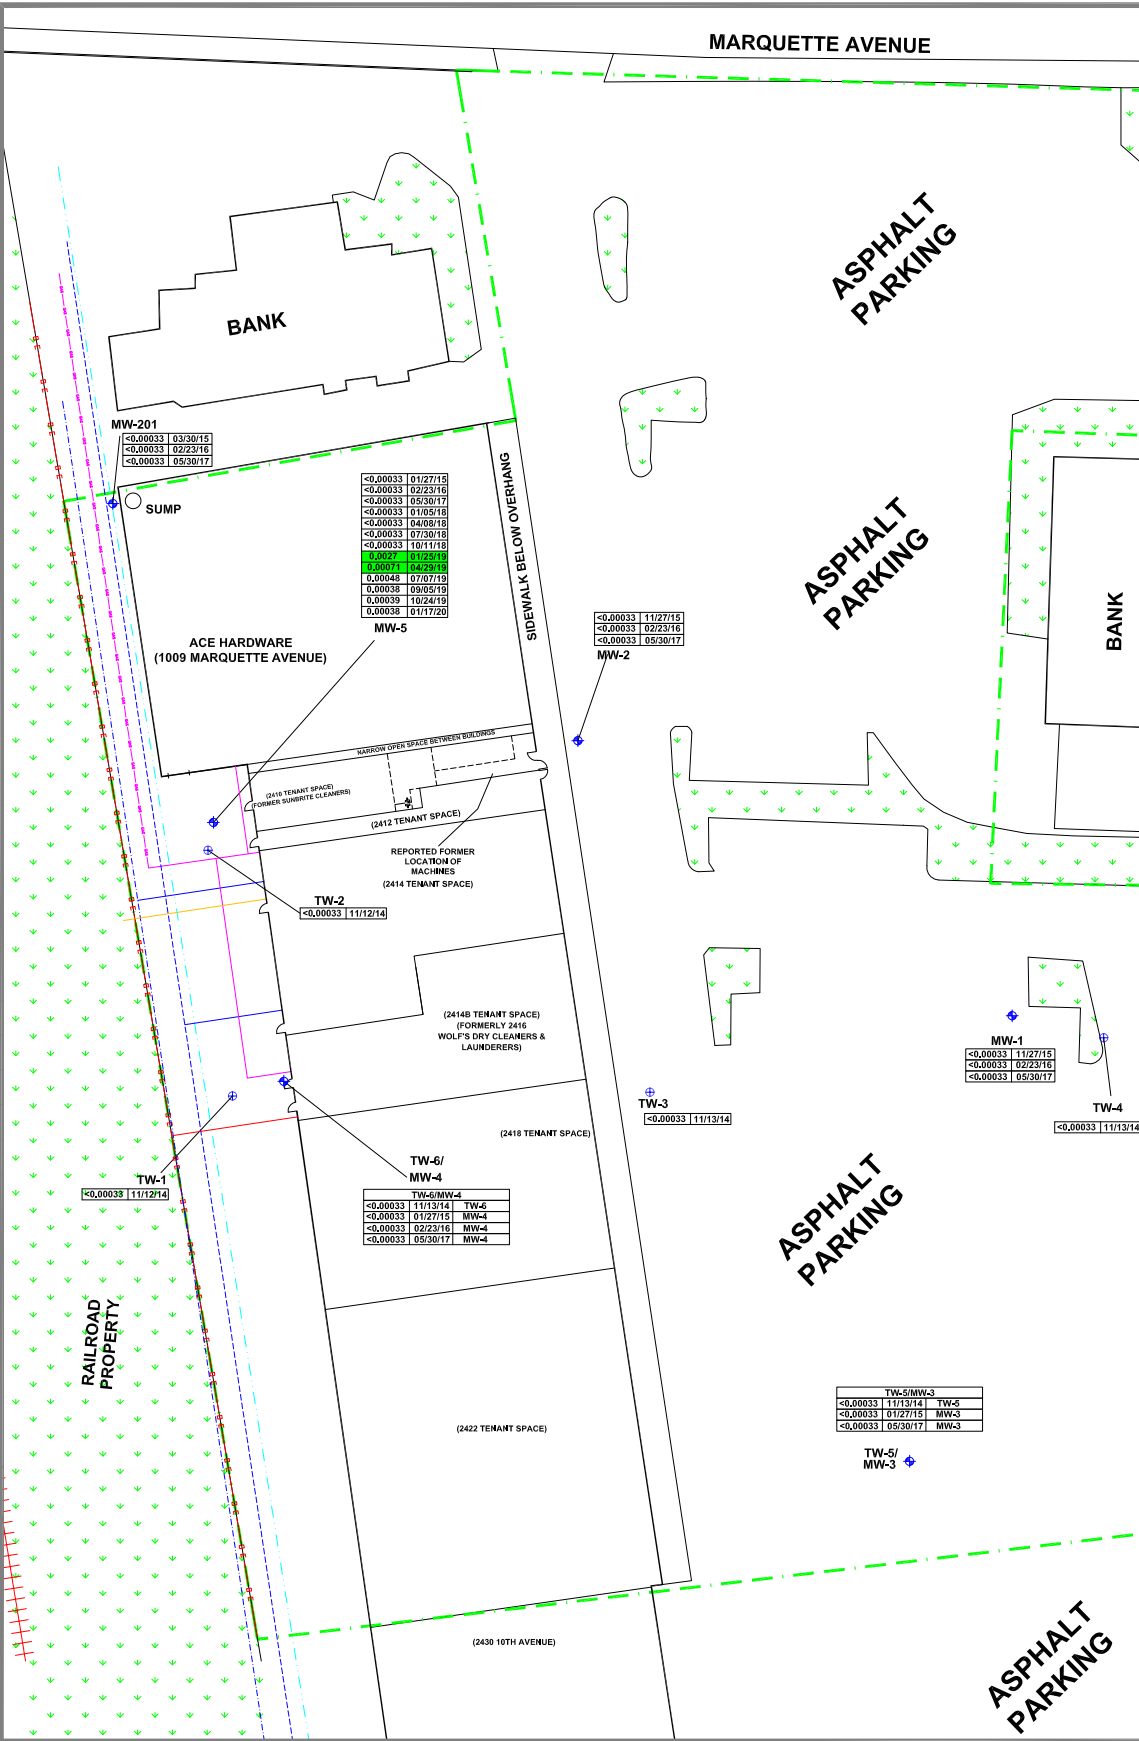 MARQUETTE AVENUE
ASPHALT
PARKING
BANK
MW-201
<0.00033 03/30/15
<0.00033 02/23/16
<0.00033 05/30/17
SUMP
<0.00033 01/27/15
<0.00033 02/23/16
<0.00033 05/30/17
<0.00033 01/05/18
<0.00033 04/08/18
<0.00033 07/30/18
<0.00033 10/11/18
0.0027 01/25/19
0.00071 04/29/19
0.00048 07/07/19
0.00038 09/05/19
0.00039 10/24/19
0.00038 01/17/20
MW-5
SIDEWALK BELOW OVERHANG
ASPHALT
PARKING
BANK
ACE HARDWARE
(1009 MARQUETTE AVENUE)
<0.00033 11/27/15
<0.00033 02/23/16
<0.00033 05/30/17
MW-2
NARROW OPEN SPACE BETWEEN BUILDINGS
(2410 TENANT SPACE)
(FORMER SUNBRITE CLEANERS)
(2412 TENANT SPACE)
REPORTED FORMER
LOCATION OF
MACHINES
(2414 TENANT SPACE)
TW-2
<0.00033 11/12/14
(2414B TENANT SPACE)
(FORMERLY 2416
WOLF'S DRY CLEANERS &
LAUNDERERS)
MW-1
<0.00033 11/27/15
<0.00033 02/23/16
<0.00033 05/30/17
TW-3
<0.00033 11/13/14
TW-4
<0.00033 11/13/14
(2418 TENANT SPACE)
TW-1
<0.00033 11/12/14
TW-6/
MW-4
TW-6/MW-4
<0.00033 11/13/14 TW-6
<0.00033 01/27/15 MW-4
<0.00033 02/23/16 MW-4
<0.00033 05/30/17 MW-4
ASPHALT
PARKING
RAILROAD
PROPERTY
(2422 TENANT SPACE)
TW-5/MW-3
<0.00033 11/13/14 TW-5
<0.00033 01/27/15 MW-3
<0.00033 05/30/17 MW-3
TW-5/
MW-3
(2430 10TH AVENUE)
ASPHALT
PARKING